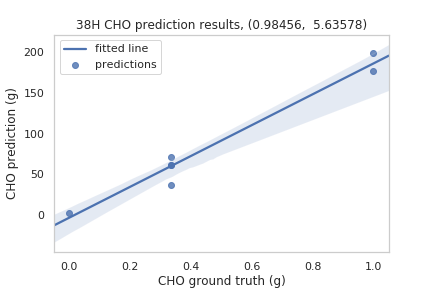 38H CHO prediction results, (0.98456,  5.63578)
fitted line
predictions
200
150
100
50
0
CHO prediction (g)
0.0 0.2 0.4 0.6 0.8 1.0
CHO ground truth (g)